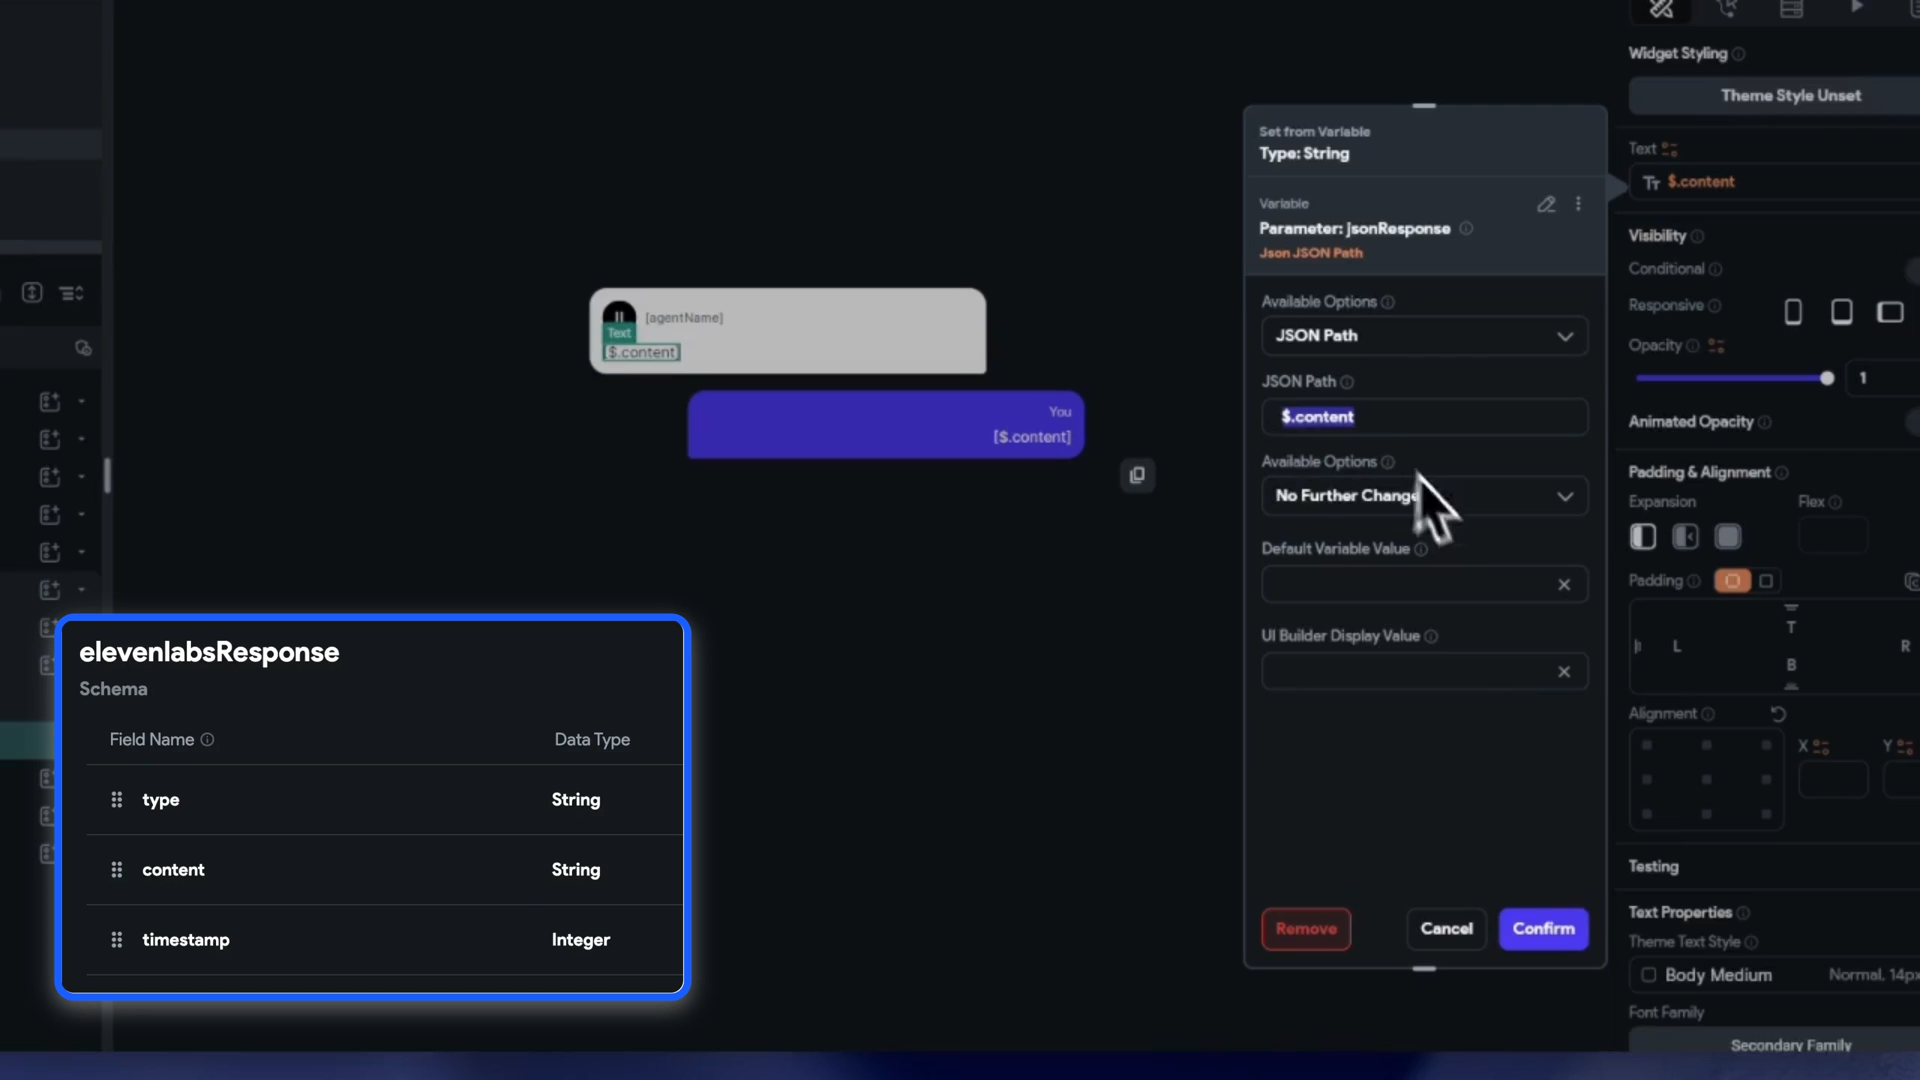 Widget Styling
Theme Style Unset
Text
Tт $.content
Visibility
Conditional
Responsive
Opacity
1
Animated Opacity
Padding & Alignment
Expansion
Flex
Padding
T
L
R
B
Alignment
X
Y
Testing
Text Properties
Theme Text Style
Body Medium
Normal, 14px
Font Family
Secondary Family
Set from Variable
Type: String
Variable
Parameter: jsonResponse
Json JSON Path
Available Options
JSON Path
JSON Path
$.content
Available Options
No Further Change
Default Variable Value
UI Builder Display Value
Remove
Cancel
Confirm
[agentName]
Text
[$.content]
You
[$.content]
elevenlabsResponse
Schema
Field Name
Data Type
type
String
content
String
timestamp
Integer